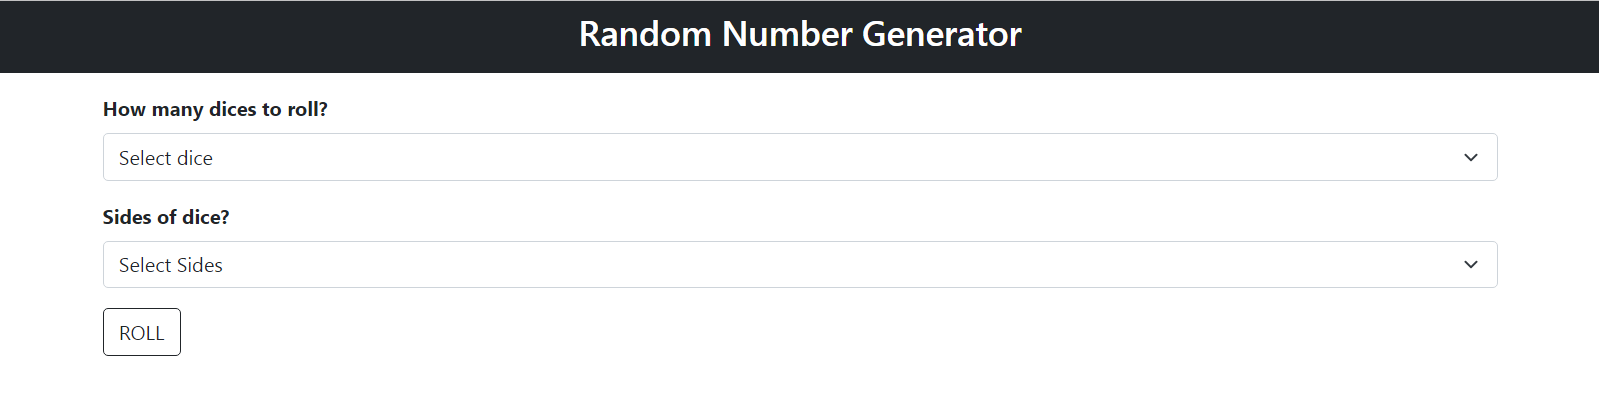 Random Number Generator
How many dices to roll?
Select dice
Sides of dice?
Select Sides
ROLL